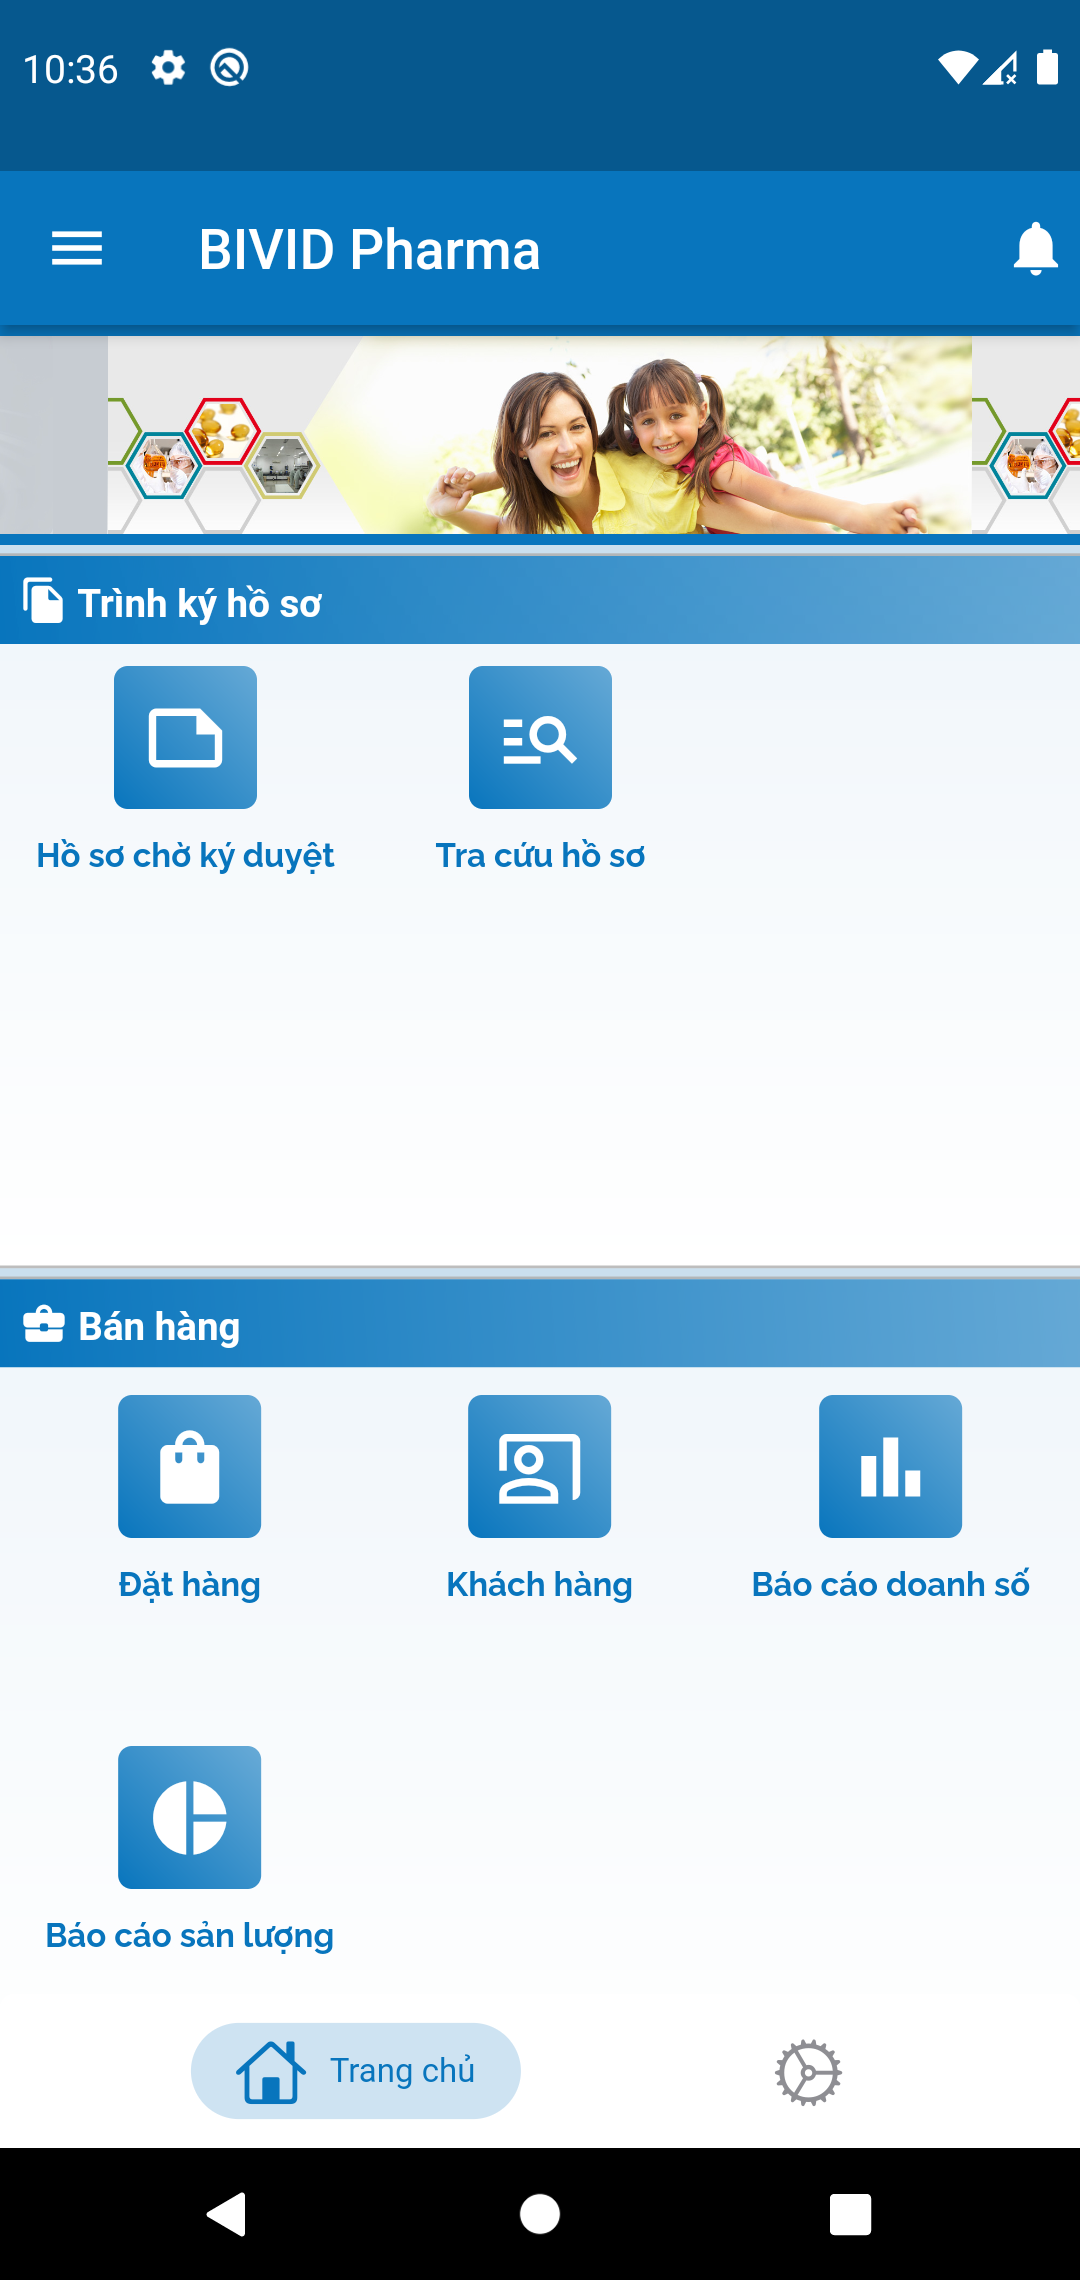 10:36
BIVID Pharma
Trình ký hồ sơ
Hồ sơ chờ ký duyệt
Tra cứu hồ sơ
Bán hàng
Đặt hàng
Khách hàng
Báo cáo doanh số
Báo cáo sản lượng
Trang chủ